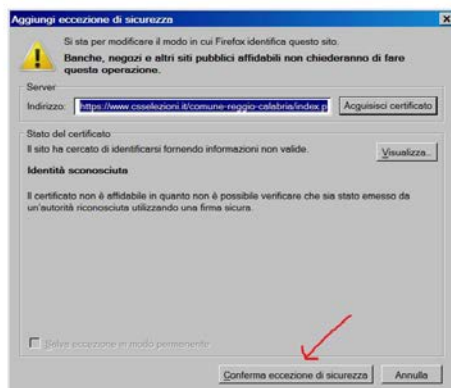 Aggiungi eccezione di sicurezza
Si sta per modificare il modo in cui Firefox identifica questo sito.
Banche, negozi e altri siti pubblici affidabili non chiederanno di fare
questa operazione.
Server
Indirizzo: https://www.csselezioni.it/comune-reggio-calabria/index.p Acquisisci certificato
Stato del certificato
Il sito ha cercato di identificarsi fornendo informazioni non valide. Visualizza...
Identità sconosciuta
Il certificato non è affidabile in quanto non è possibile verificare che sia stato emesso da
un'autorità riconosciuta utilizzando una firma sicura.
Salva eccezione in modo permanente
Conferma eccezione di sicurezza Annulla